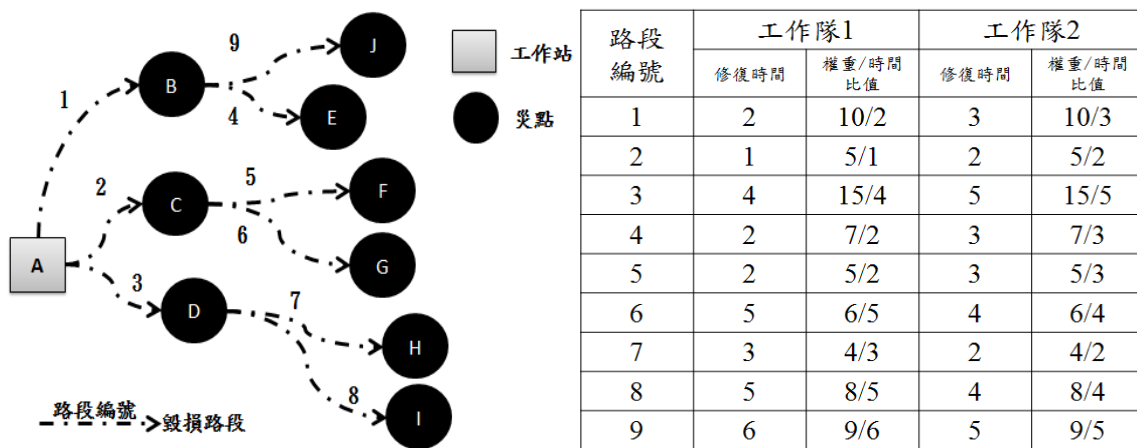 9
J
工作站
1
B
4
E
災點
2
5
F
C
6
A
G
3
D
7
H
8
I
路段編號
毀損路段
路段編號 工作隊1 工作隊2
修復時間 權重/時間比值 修復時間 權重/時間比值
1 2 10/2 3 10/3
2 1 5/1 2 5/2
3 4 15/4 5 15/5
4 2 7/2 3 7/3
5 2 5/2 3 5/3
6 5 6/5 4 6/4
7 3 4/3 2 4/2
8 5 8/5 4 8/4
9 6 9/6 5 9/5